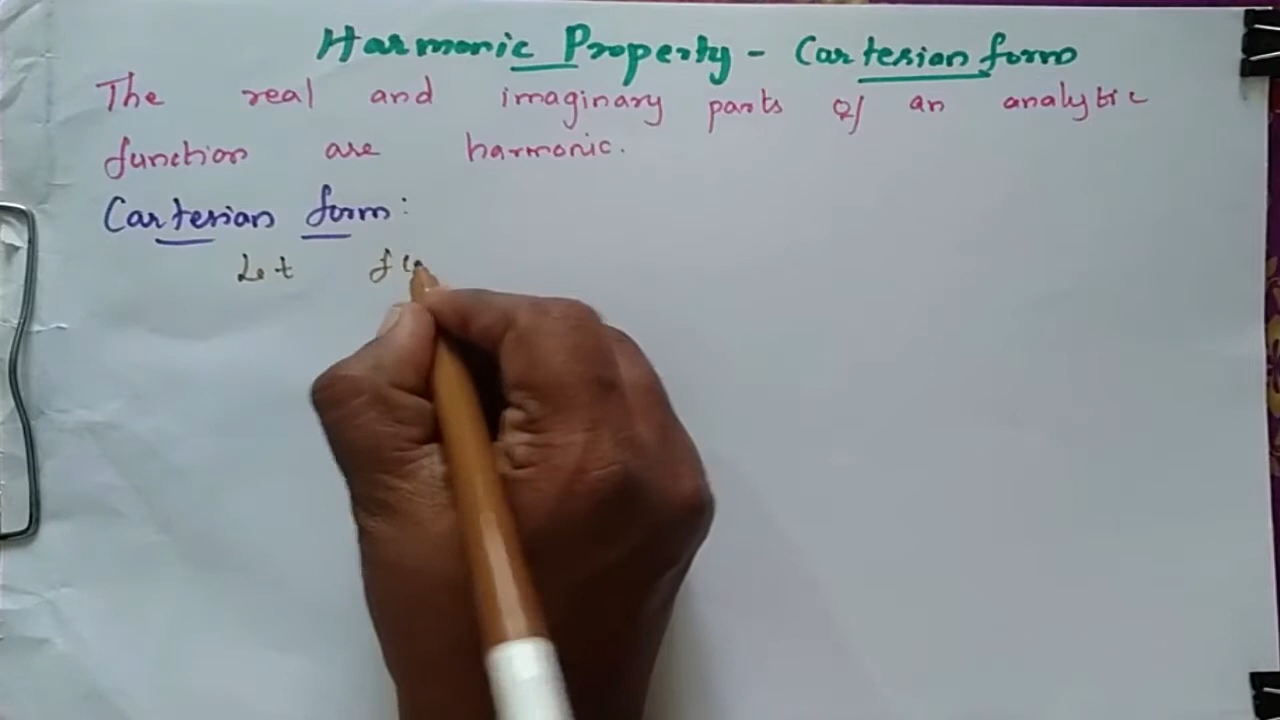 Harmonic Property - Cartesian form
The real and imaginary parts of an analytic
function are harmonic.
Cartesian form:
Let f(